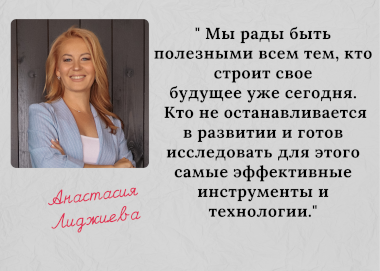 " Мы рады быть
полезными всем тем, кто
строит свое
будущее уже сегодня.
Кто не останавливается
в развитии и готов
исследовать для этого
самые эффективные
инструменты и
технологии."
Анастасия
Лиджиева